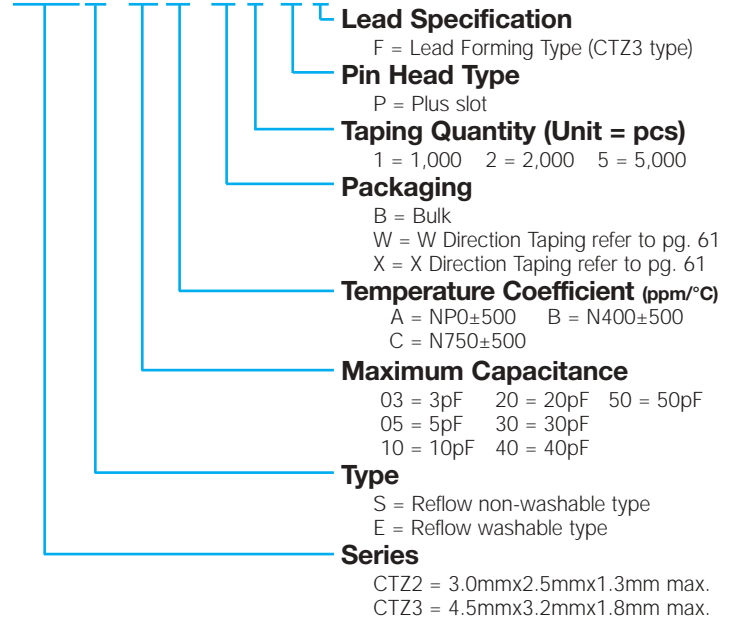 Lead Specification
F = Lead Forming Type (CTZ3 type)
Pin Head Type
P = Plus slot
Taping Quantity (Unit = pcs)
1 = 1,000 2 = 2,000 5 = 5,000
Packaging
B = Bulk
W = W Direction Taping refer to pg. 61
X = X Direction Taping refer to pg. 61
Temperature Coefficient (ppm/°C)
A = NP0±500 B = N400±500
C = N750±500
Maximum Capacitance
03 = 3pF 20 = 20pF 50 = 50pF
05 = 5pF 30 = 30pF
10 = 10pF 40 = 40pF
Type
S = Reflow non-washable type
E = Reflow washable type
Series
CTZ2 = 3.0mmx2.5mmx1.3mm max.
CTZ3 = 4.5mmx3.2mmx1.8mm max.